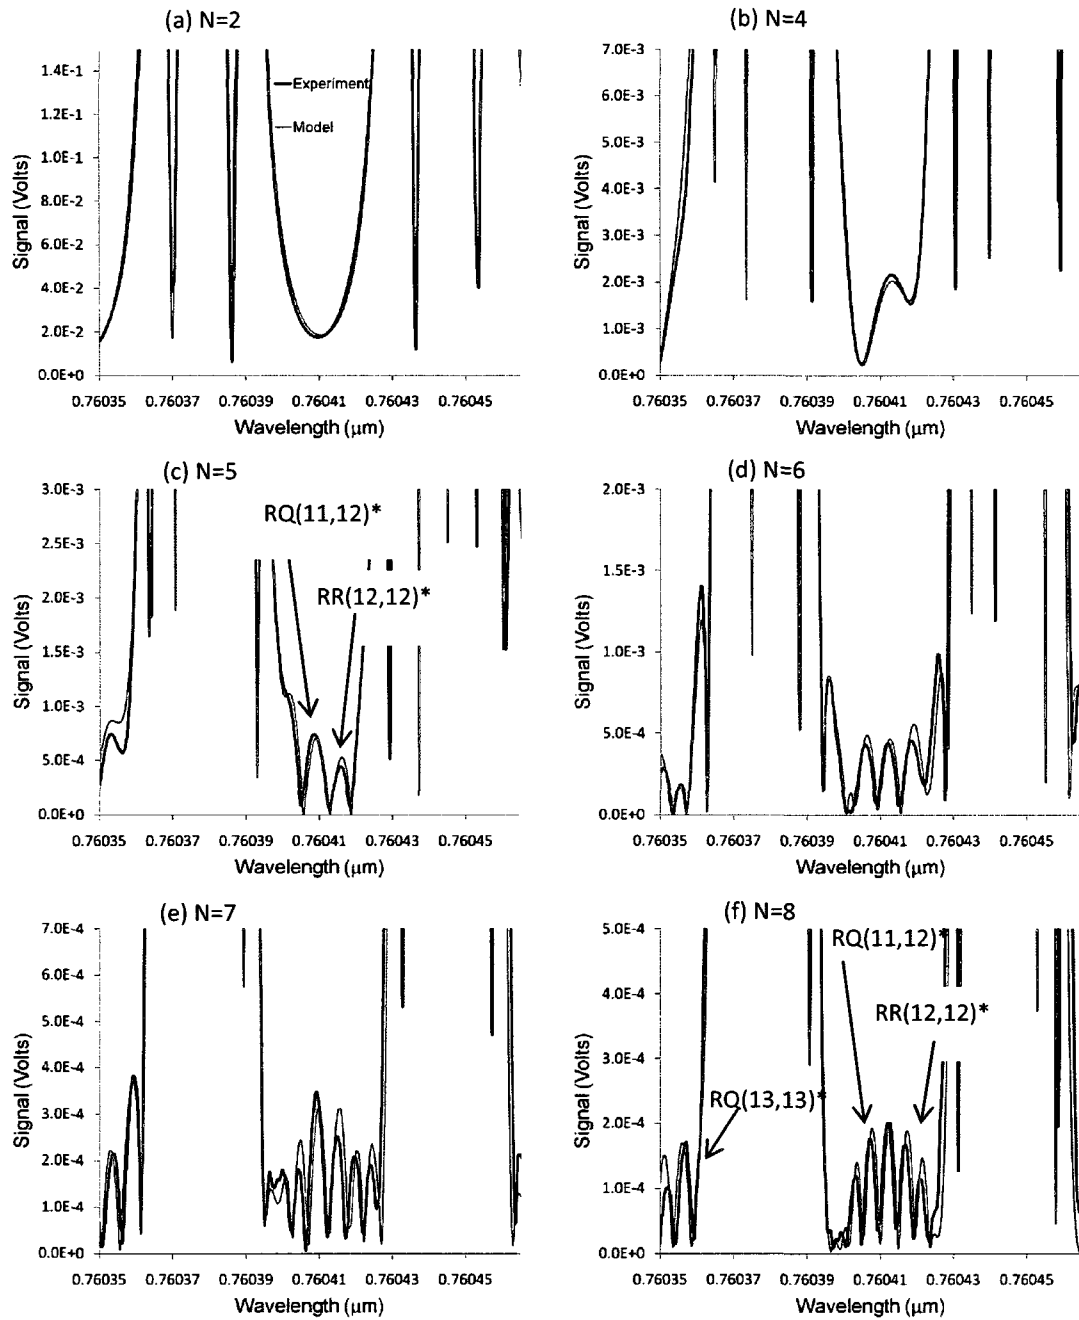 (a) N=2
1.4E-1
1.2E-1
1.0E-1
8.0E-2
6.0E-2
4.0E-2
2.0E-2
0.0E+0
Signal (Volts)
Experiment
Model
0.76035 0.76037 0.76039 0.76041 0.76043 0.76045
Wavelength (μm)
(b) N=4
7.0E-3
6.0E-3
5.0E-3
4.0E-3
3.0E-3
2.0E-3
1.0E-3
0.0E+0
Signal (Volts)
0.76035 0.76037 0.76039 0.76041 0.76043 0.76045
Wavelength (μm)
(c) N=5
3.0E-3
2.5E-3
2.0E-3
1.5E-3
1.0E-3
5.0E-4
0.0E+0
Signal (Volts)
RQ(11,12)*
RR(12,12)*
0.76035 0.76037 0.76039 0.76041 0.76043 0.76045
Wavelength (μm)
(d) N=6
2.0E-3
1.5E-3
1.0E-3
5.0E-4
0.0E+0
Signal (Volts)
0.76035 0.76037 0.76039 0.76041 0.76043 0.76045
Wavelength (μm)
(e) N=7
7.0E-4
6.0E-4
5.0E-4
4.0E-4
3.0E-4
2.0E-4
1.0E-4
0.0E+0
Signal (Volts)
0.76035 0.76037 0.76039 0.76041 0.76043 0.76045
Wavelength (μm)
(f) N=8
5.0E-4
4.0E-4
3.0E-4
2.0E-4
1.0E-4
0.0E+0
Signal (Volts)
RQ(11,12)*
RR(12,12)*
RQ(13,13)*
0.76035 0.76037 0.76039 0.76041 0.76043 0.76045
Wavelength (μm)